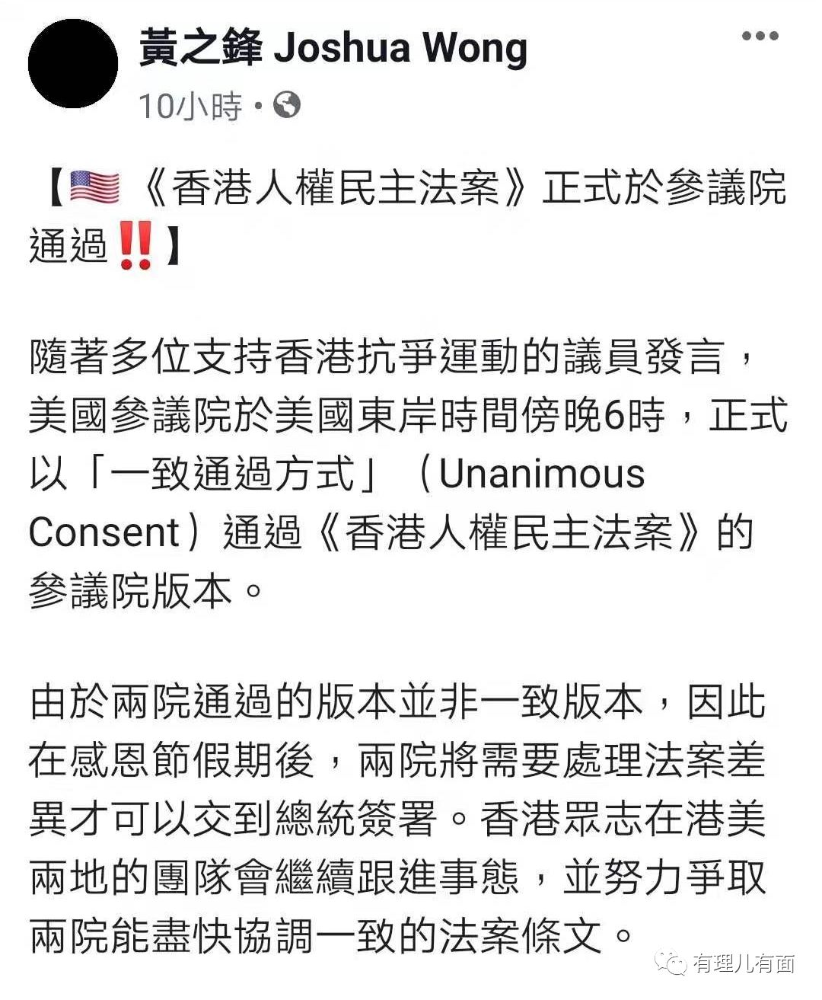 黃之鋒 Joshua Wong
10小時
【🇺🇸《香港人權民主法案》正式於參議院
通過‼️】
隨著多位支持香港抗爭運動的議員發言，
美國參議院於美國東岸時間傍晚6時，正式
以「一致通過方式」（Unanimous
Consent）通過《香港人權民主法案》的
參議院版本。
由於兩院通過的版本並非一致版本，因此
在感恩節假期後，兩院將需要處理法案差
異才可以交到總統簽署。香港眾志在港美
兩地的團隊會繼續跟進事態，並努力爭取
兩院能盡快協調一致的法案條文。
有理儿有面